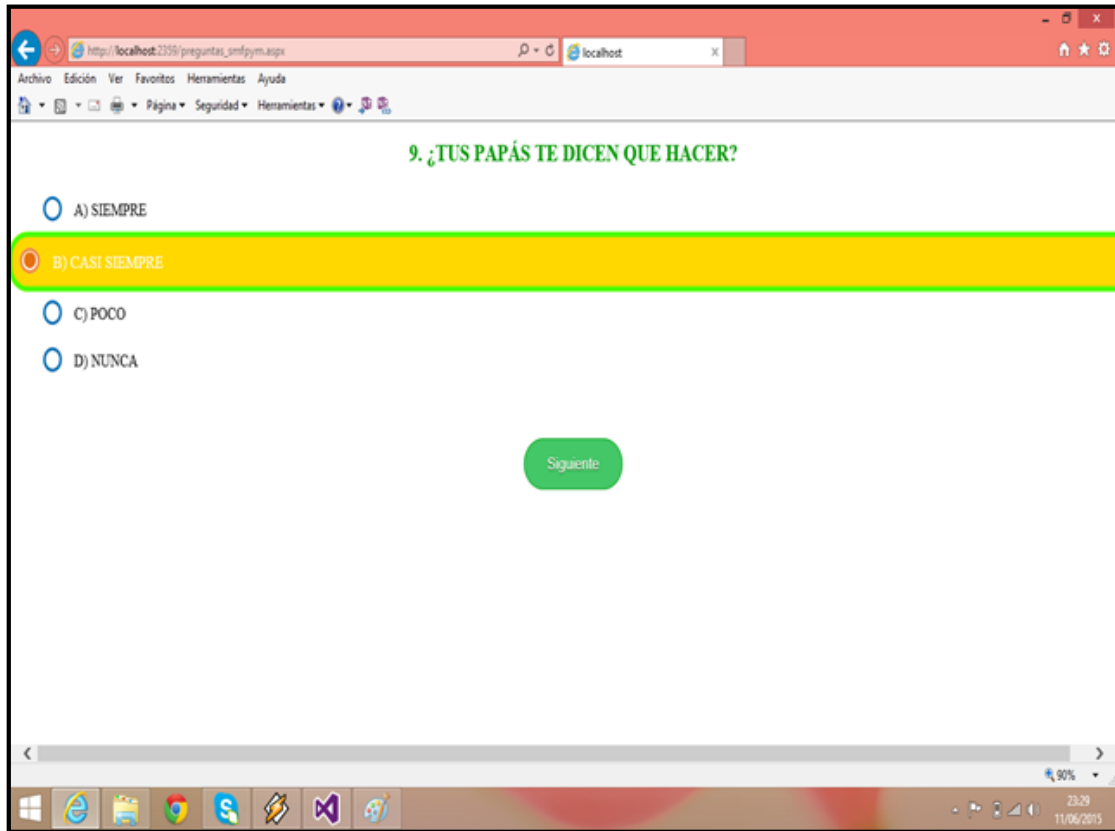 http://localhost:2359/preguntas_smfpym.aspx
localhost
Archivo Edición Ver Favoritos Herramientas Ayuda
Página Seguridad Herramientas
9. ¿TUS PAPÁS TE DICEN QUE HACER?
A) SIEMPRE
B) CASI SIEMPRE
C) POCO
D) NUNCA
Siguiente
90%
23:29
11/06/2015